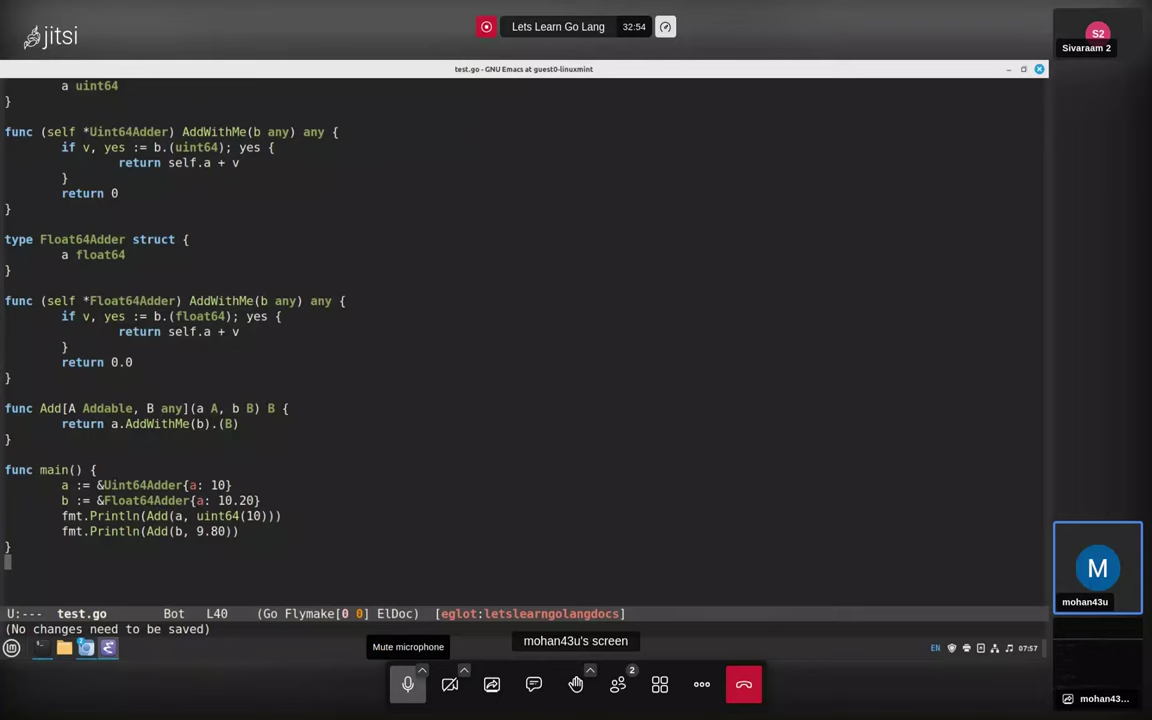 jitsi
Lets Learn Go Lang 32:54
S2
Sivaraam 2
test.go - GNU Emacs at guest0-linuxmint
a uint64
}
func (self *Uint64Adder) AddWithMe(b any) any {
if v, yes := b.(uint64); yes {
return self.a + v
}
return 0
}
type Float64Adder struct {
a float64
}
func (self *Float64Adder) AddWithMe(b any) any {
if v, yes := b.(float64); yes {
return self.a + v
}
return 0.0
}
func Add[A Addable, B any](a A, b B) B {
return a.AddWithMe(b).(B)
}
func main() {
a := &Uint64Adder{a: 10}
b := &Float64Adder{a: 10.20}
fmt.Println(Add(a, uint64(10)))
fmt.Println(Add(b, 9.80))
}
M
mohan43u
U:--- test.go Bot L40 (Go Flymake[0 0] ElDoc) [eglot:letslearngolangdocs]
(No changes need to be saved)
Mute microphone
mohan43u's screen
EN 07:57
2
mohan43...